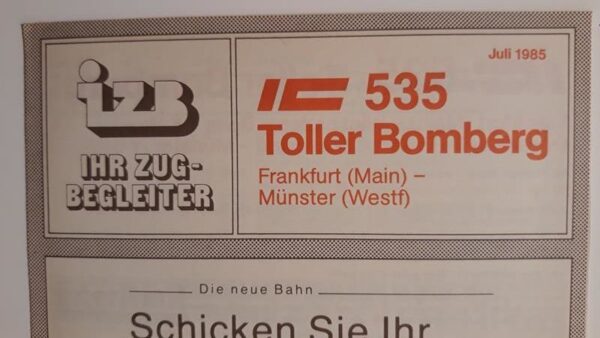 Juli 1985
izB
IHR ZUG-
BEGLEITER
IC 535
Toller Bomberg
Frankfurt (Main) –
Münster (Westf)
Die neue Bahn
Schicken Sie Ihr